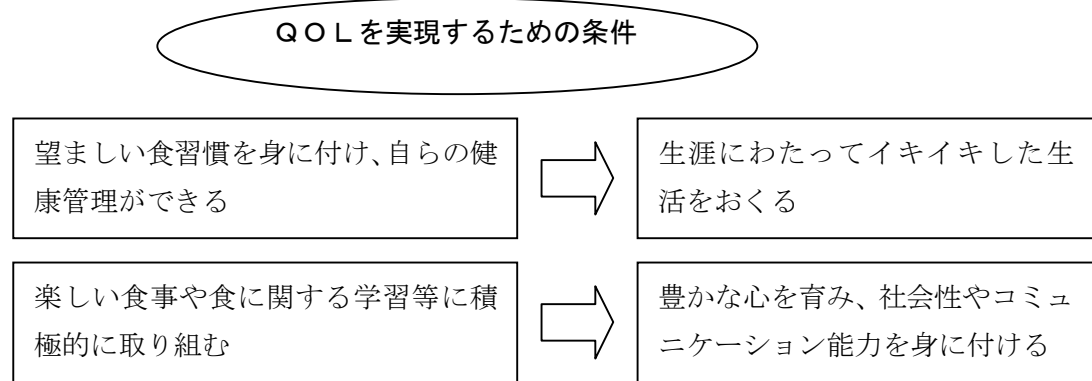 ＱＯＬを実現するための条件
望ましい食習慣を身に付け、自らの健
康管理ができる
生涯にわたってイキイキした生
活をおくる
楽しい食事や食に関する学習等に積
極的に取り組む
豊かな心を育み、社会性やコミュ
ニケーション能力を身に付ける